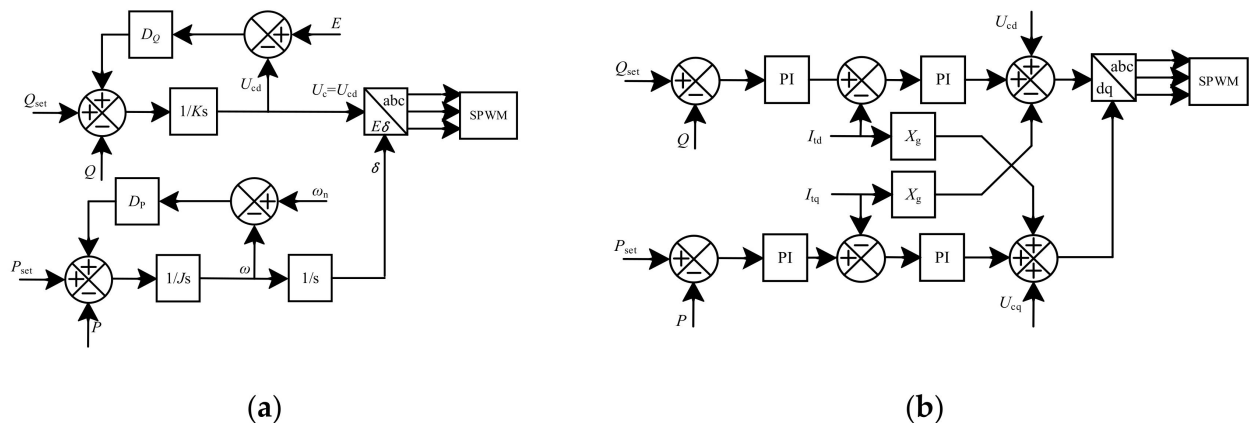 D_Q
E
+
−
U_cd
Q_set
+
+
−
1/Ks
U_c=U_cd
abc
Eδ
SPWM
Q
δ
D_P
ω_n
+
−
P_set
+
+
−
1/Js
ω
1/s
P
(a)
U_cd
Q_set
+
−
PI
+
−
PI
+
+
−
abc
dq
SPWM
Q
I_td
X_g
I_tq
X_g
P_set
+
−
PI
−
+
PI
+
+
+
P
U_cq
(b)